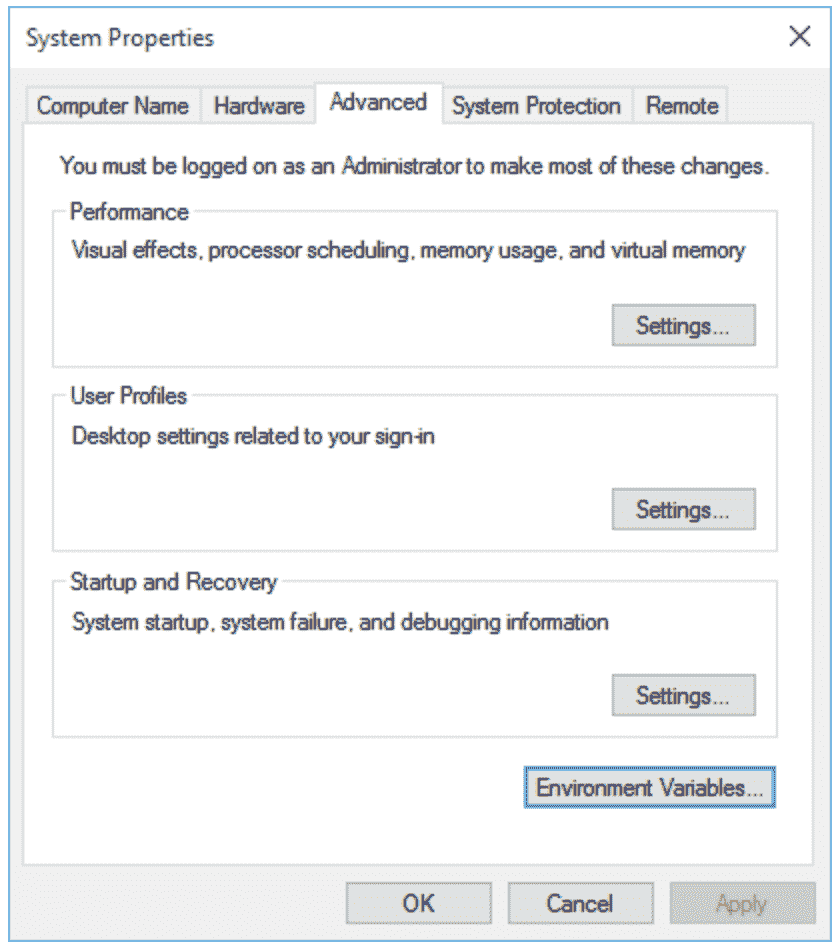 System Properties
Computer Name Hardware Advanced System Protection Remote
You must be logged on as an Administrator to make most of these changes.
Performance
Visual effects, processor scheduling, memory usage, and virtual memory
Settings...
User Profiles
Desktop settings related to your sign-in
Settings...
Startup and Recovery
System startup, system failure, and debugging information
Settings...
Environment Variables...
OK Cancel Apply